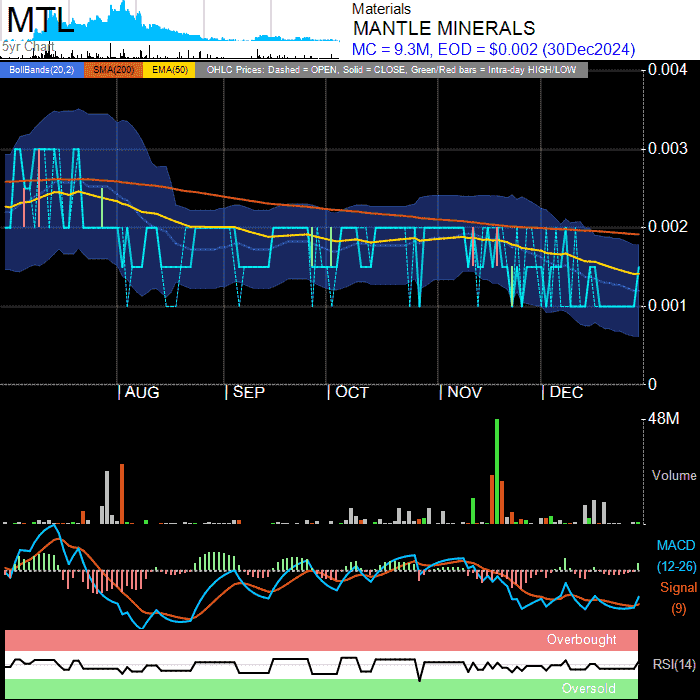 MTL
5yr Chart
Materials
MANTLE MINERALS
MC = 9.3M, EOD = $0.002 (30Dec2024)
BollBands(20,2) SMA(200) EMA(50) OHLC Prices: Dashed = OPEN, Solid = CLOSE, Green/Red bars = Intra-day HIGH/LOW
0.004
0.003
0.002
0.001
0
AUG SEP OCT NOV DEC
48M
Volume
MACD
(12-26)
Signal
(9)
Overbought
RSI(14)
Oversold